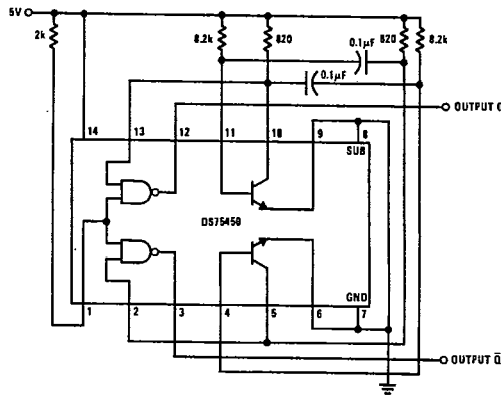 5V
2k
8.2k
820
820
8.2k
0.1µF
0.1µF
OUTPUT Q
14
13
12
11
10
9
8
SUB
DS75450
GND
1
2
3
4
5
6
7
OUTPUT Q̅